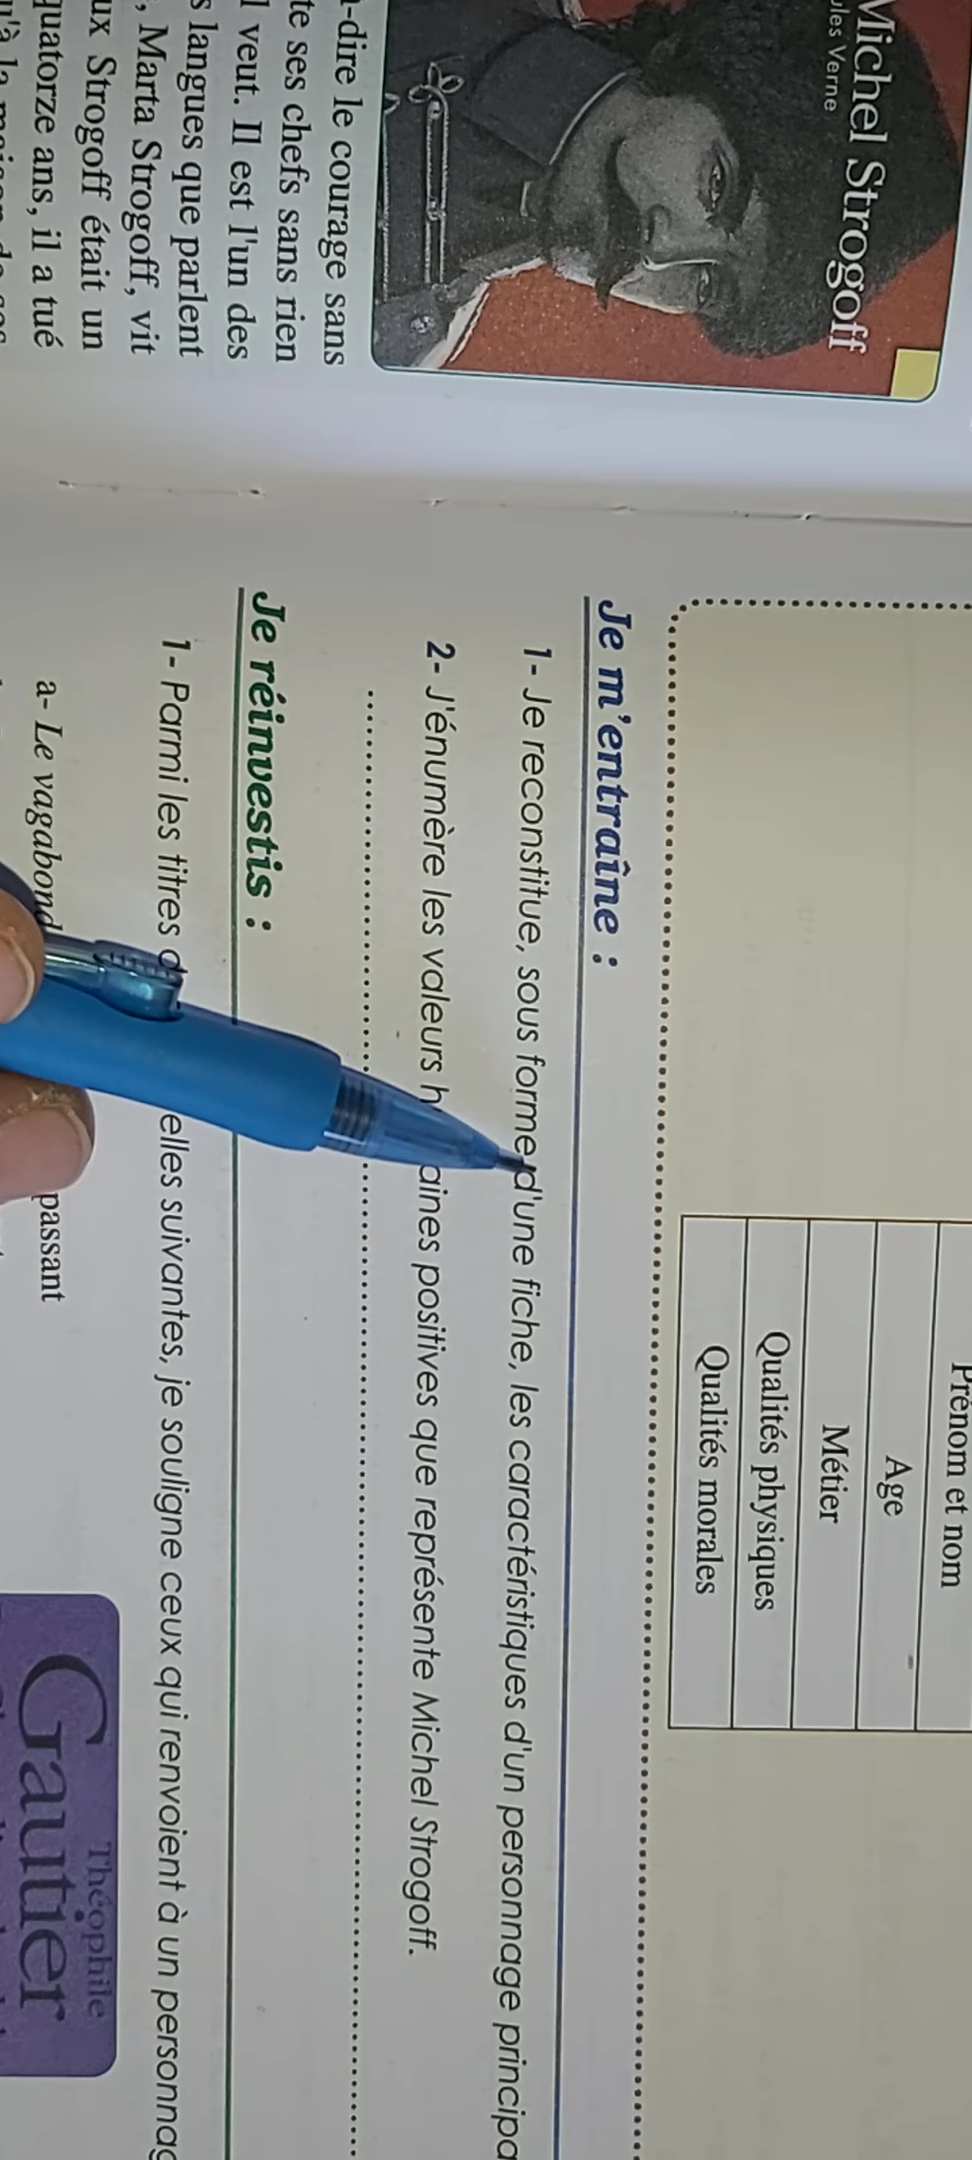 Michel Strogoff
Jules Verne
-dire le courage sans
te ses chefs sans rien
l veut. Il est l'un des
s langues que parlent
, Marta Strogoff, vit
ux Strogoff était un
quatorze ans, il a tué
Prénom et nom
Age
Métier
Qualités physiques
Qualités morales
Je m'entraîne :
1- Je reconstitue, sous forme d'une fiche, les caractéristiques d'un personnage principa
2- J'énumère les valeurs h aines positives que représente Michel Strogoff.
Je réinvestis :
1- Parmi les titres d elles suivantes, je souligne ceux qui renvoient à un personnag
a- Le vagabond passant
Théophile
Gautier